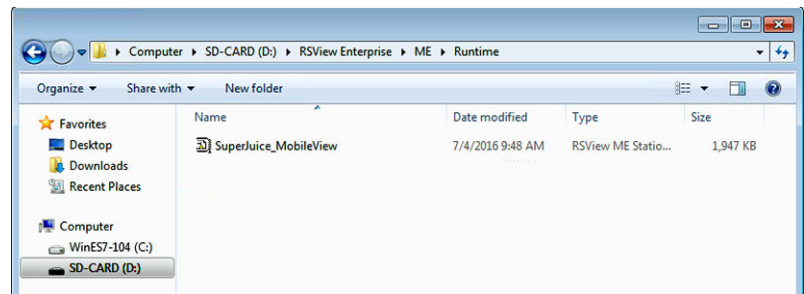 Computer ▸ SD-CARD (D:) ▸ RSView Enterprise ▸ ME ▸ Runtime
Organize Share with New folder
Favorites
Desktop
Downloads
Recent Places
Computer
WinES7-104 (C:)
SD-CARD (D:)
Name Date modified Type Size
SuperJuice_MobileView 7/4/2016 9:48 AM RSView ME Statio... 1,947 KB